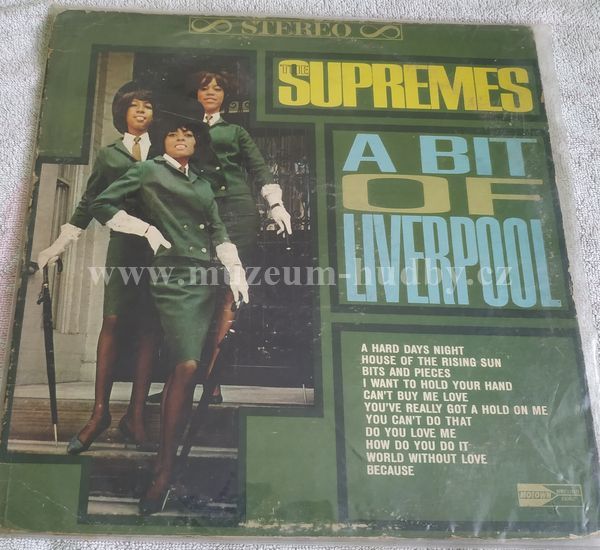 STEREO
THE
SUPREMES
A BIT
OF
LIVERPOOL
www.muzeum-hudby.cz
A HARD DAYS NIGHT
HOUSE OF THE RISING SUN
BITS AND PIECES
I WANT TO HOLD YOUR HAND
CAN'T BUY ME LOVE
YOU'VE REALLY GOT A HOLD ON ME
YOU CAN'T DO THAT
DO YOU LOVE ME
HOW DO YOU DO IT
WORLD WITHOUT LOVE
BECAUSE
MOTOWN